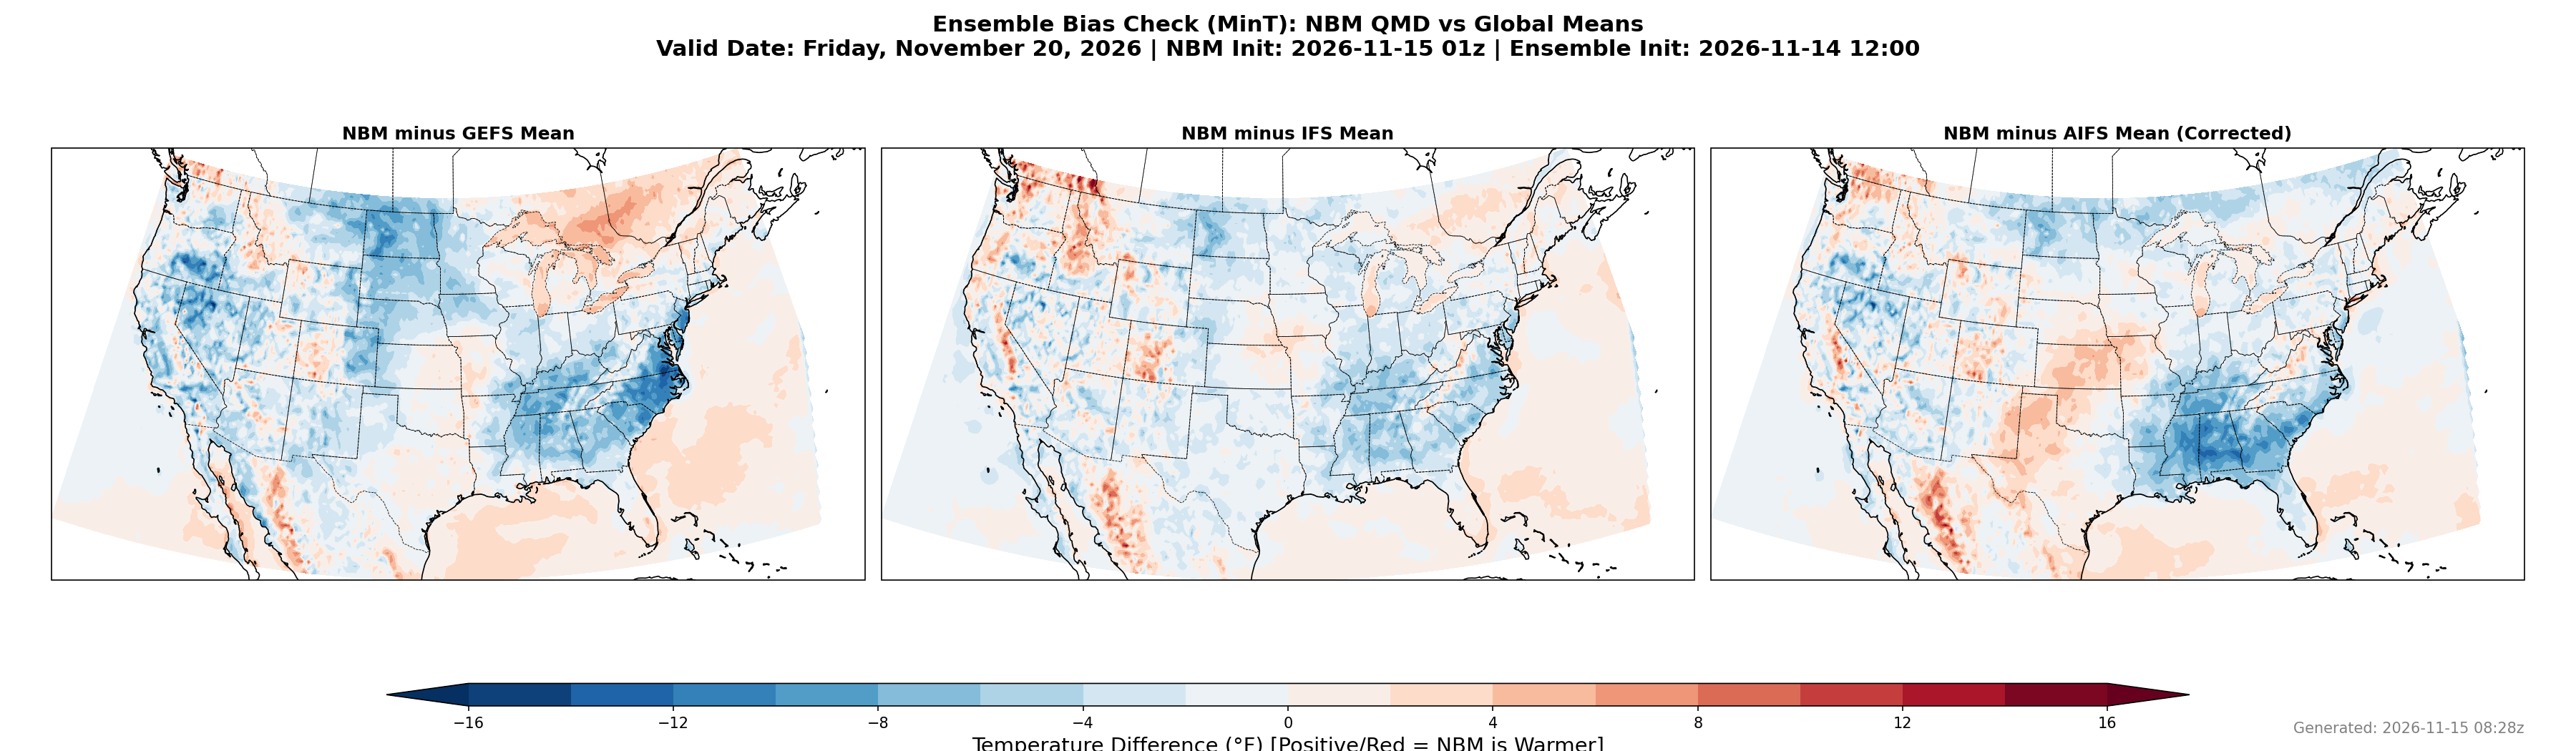 Ensemble Bias Check (MinT): NBM QMD vs Global Means
Valid Date: Friday, November 20, 2026 | NBM Init: 2026-11-15 01z | Ensemble Init: 2026-11-14 12:00
NBM minus GEFS Mean
NBM minus IFS Mean
NBM minus AIFS Mean (Corrected)
−16 −12 −8 −4 0 4 8 12 16
Generated: 2026-11-15 08:28z
Temperature Difference (°F) [Positive/Red = NBM is Warmer]